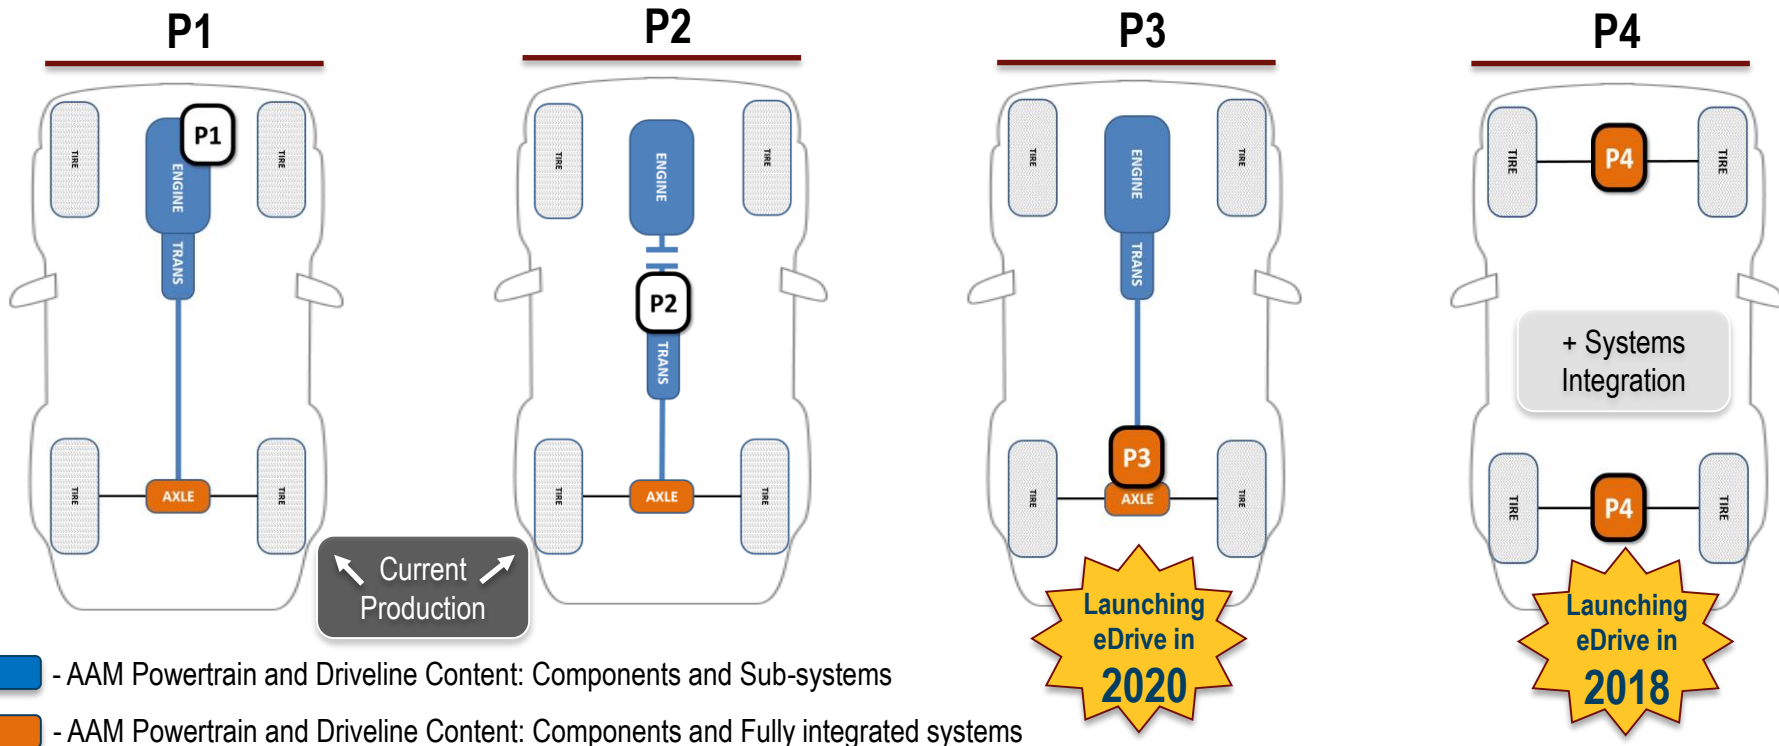 P1
P2
P3
P4
TIRE
P1
TIRE
ENGINE
TRANS
TIRE
AXLE
TIRE
TIRE
TIRE
ENGINE
P2
TRANS
TIRE
AXLE
TIRE
TIRE
TIRE
ENGINE
TRANS
P3
TIRE
AXLE
TIRE
TIRE
P4
TIRE
+ Systems
Integration
TIRE
P4
TIRE
Current
Production
Launching
eDrive in
2020
Launching
eDrive in
2018
- AAM Powertrain and Driveline Content: Components and Sub-systems
- AAM Powertrain and Driveline Content: Components and Fully integrated systems